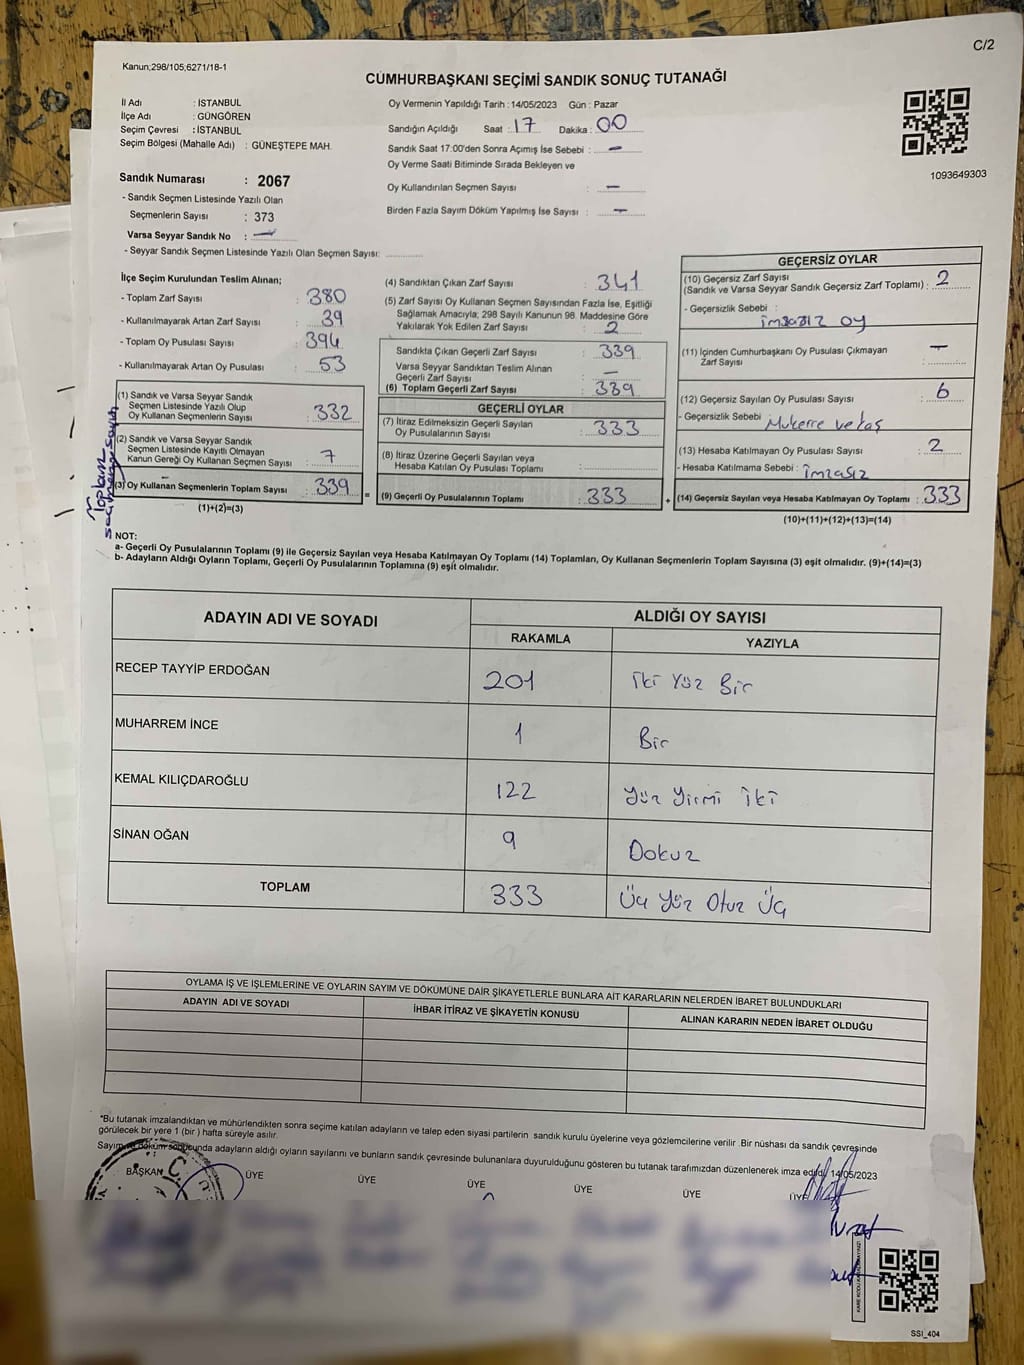 C/2
Kanun;298/105;6271/18-1
CUMHURBAŞKANI SEÇİMİ SANDIK SONUÇ TUTANAĞI
İl Adı : İSTANBUL
İlçe Adı : GÜNGÖREN
Seçim Çevresi : İSTANBUL
Seçim Bölgesi (Mahalle Adı) : GÜNEŞTEPE MAH.
Sandık Numarası : 2067
- Sandık Seçmen Listesinde Yazılı Olan
Seçmenlerin Sayısı : 373
Varsa Seyyar Sandık No : —
- Seyyar Sandık Seçmen Listesinde Yazılı Olan Seçmen Sayısı:
Oy Vermenin Yapıldığı Tarih : 14/05/2023 Gün : Pazar
Sandığın Açıldığı Saat : 17 Dakika : 00
Sandık Saat 17:00'den Sonra Açımış İse Sebebi : —
Oy Verme Saati Bitiminde Sırada Bekleyen ve
Oy Kullandırılan Seçmen Sayısı : —
Birden Fazla Sayım Döküm Yapılmış İse Sayısı : —
1093649303
İlçe Seçim Kurulundan Teslim Alınan;
- Toplam Zarf Sayısı : 380
- Kullanılmayarak Artan Zarf Sayısı : 39
- Toplam Oy Pusulası Sayısı : 394
- Kullanılmayarak Artan Oy Pusulası : 53
(1) Sandık ve Varsa Seyyar Sandık
Seçmen Listesinde Yazılı Olup
Oy Kullanan Seçmenlerin Sayısı : 332
(2) Sandık ve Varsa Seyyar Sandık
Seçmen Listesinde Kayıtlı Olmayan
Kanun Gereği Oy Kullanan Seçmen Sayısı : 7
(3) Oy Kullanan Seçmenlerin Toplam Sayısı : 339
(1)+(2)=(3)
Toplam
(4) Sandıktan Çıkan Zarf Sayısı : 341
(5) Zarf Sayısı Oy Kullanan Seçmen Sayısından Fazla İse, Eşitliği
Sağlamak Amacıyla; 298 Sayılı Kanunun 98. Maddesine Göre
Yakılarak Yok Edilen Zarf Sayısı : 2
Sandıkta Çıkan Geçerli Zarf Sayısı : 339
Varsa Seyyar Sandıktan Teslim Alınan
Geçerli Zarf Sayısı : —
(6) Toplam Geçerli Zarf Sayısı : 339
GEÇERLİ OYLAR
(7) İtiraz Edilmeksizin Geçerli Sayılan
Oy Pusulalarının Sayısı : 333
(8) İtiraz Üzerine Geçerli Sayılan veya
Hesaba Katılan Oy Pusulası Toplamı :
= (9) Geçerli Oy Pusulalarının Toplamı : 333 +
GEÇERSİZ OYLAR
(10) Geçersiz Zarf Sayısı
(Sandık ve Varsa Seyyar Sandık Geçersiz Zarf Toplamı) : 2
- Geçersizlik Sebebi : imzasız oy
(11) İçinden Cumhurbaşkanı Oy Pusulası Çıkmayan
Zarf Sayısı : —
(12) Geçersiz Sayılan Oy Pusulası Sayısı : 6
- Geçersizlik Sebebi : Mukerre ve taş
(13) Hesaba Katılmayan Oy Pusulası Sayısı : 2
- Hesaba Katılmama Sebebi : imzasız
(14) Geçersiz Sayılan veya Hesaba Katılmayan Oy Toplamı : 333
(10)+(11)+(12)+(13)=(14)
NOT:
a- Geçerli Oy Pusulalarının Toplamı (9) ile Geçersiz Sayılan veya Hesaba Katılmayan Oy Toplamı (14) Toplamları, Oy Kullanan Seçmenlerin Toplam Sayısına (3) eşit olmalıdır. (9)+(14)=(3)
b- Adayların Aldığı Oyların Toplamı, Geçerli Oy Pusulalarının Toplamına (9) eşit olmalıdır.
ADAYIN ADI VE SOYADI
ALDIĞI OY SAYISI
RAKAMLA YAZIYLA
RECEP TAYYİP ERDOĞAN 201 iki Yüz Bir
MUHARREM İNCE 1 Bir
KEMAL KILIÇDAROĞLU 122 Yüz Yirmi iki
SİNAN OĞAN 9 Dokuz
TOPLAM 333 Üç Yüz Otuz Üç
OYLAMA İŞ VE İŞLEMLERİNE VE OYLARIN SAYIM VE DÖKÜMÜNE DAİR ŞİKAYETLERLE BUNLARA AİT KARARLARIN NELERDEN İBARET BULUNDUKLARI
ADAYIN ADI VE SOYADI İHBAR İTİRAZ VE ŞİKAYETİN KONUSU ALINAN KARARIN NEDEN İBARET OLDUĞU
*Bu tutanak imzalandıktan ve mühürlendikten sonra seçime katılan adayların ve talep eden siyasi partilerin sandık kurulu üyelerine veya gözlemcilerine verilir .Bir nüshası da sandık çevresinde
görülecek bir yere 1 (bir ) hafta süreyle asılır.
Sayım ve döküm sonucunda adayların aldığı oyların sayılarını ve bunların sandık çevresinde bulunanlara duyurulduğunu gösteren bu tutanak tarafımızdan düzenlenerek imza edildi. 14/05/2023
BAŞKAN ÜYE ÜYE ÜYE ÜYE ÜYE ÜYE
SSI_404